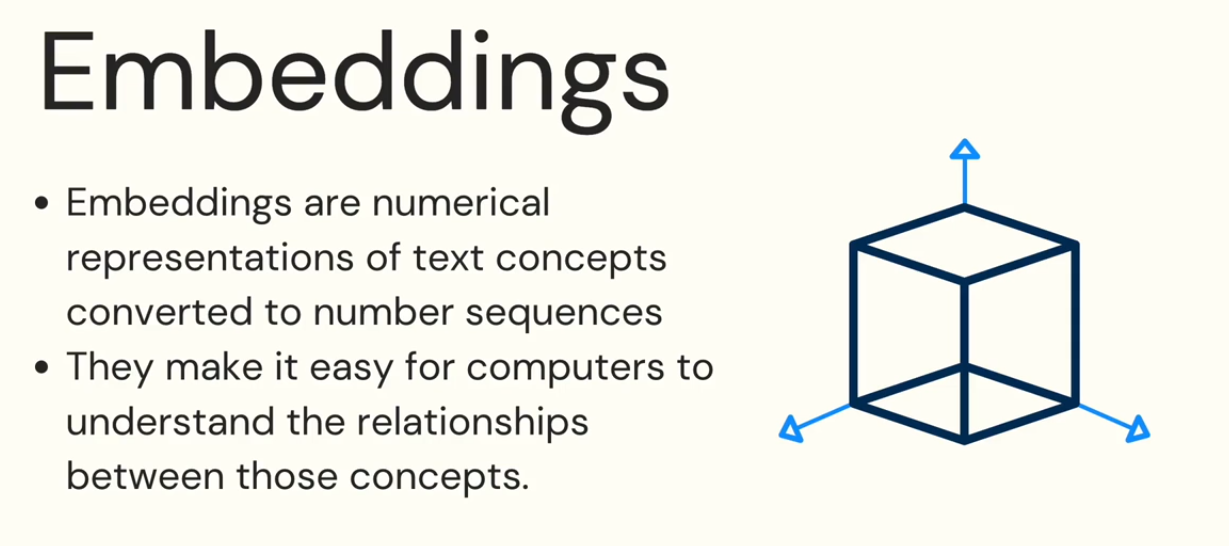 Embeddings
• Embeddings are numerical
representations of text concepts
converted to number sequences
• They make it easy for computers to
understand the relationships
between those concepts.